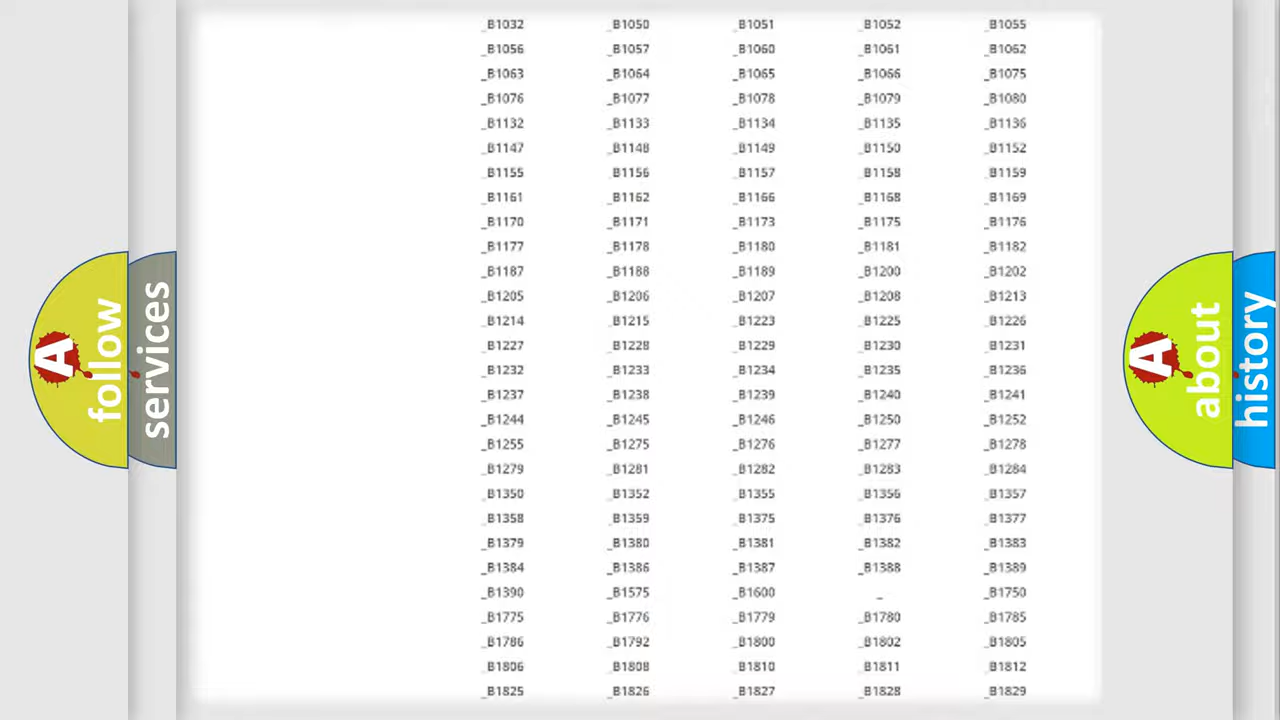 _B1032 _B1050 _B1051 _B1052 _B1055
_B1056 _B1057 _B1060 _B1061 _B1062
_B1063 _B1064 _B1065 _B1066 _B1075
_B1076 _B1077 _B1078 _B1079 _B1080
_B1132 _B1133 _B1134 _B1135 _B1136
_B1147 _B1148 _B1149 _B1150 _B1152
_B1155 _B1156 _B1157 _B1158 _B1159
_B1161 _B1162 _B1166 _B1168 _B1169
_B1170 _B1171 _B1173 _B1175 _B1176
_B1177 _B1178 _B1180 _B1181 _B1182
_B1187 _B1188 _B1189 _B1200 _B1202
_B1205 _B1206 _B1207 _B1208 _B1213
_B1214 _B1215 _B1223 _B1225 _B1226
_B1227 _B1228 _B1229 _B1230 _B1231
_B1232 _B1233 _B1234 _B1235 _B1236
_B1237 _B1238 _B1239 _B1240 _B1241
_B1244 _B1245 _B1246 _B1250 _B1252
_B1255 _B1275 _B1276 _B1277 _B1278
_B1279 _B1281 _B1282 _B1283 _B1284
_B1350 _B1352 _B1355 _B1356 _B1357
_B1358 _B1359 _B1375 _B1376 _B1377
_B1379 _B1380 _B1381 _B1382 _B1383
_B1384 _B1386 _B1387 _B1388 _B1389
_B1390 _B1575 _B1600 _ _B1750
_B1775 _B1776 _B1779 _B1780 _B1785
_B1786 _B1792 _B1800 _B1802 _B1805
_B1806 _B1808 _B1810 _B1811 _B1812
_B1825 _B1826 _B1827 _B1828 _B1829
A
follow
services
A
about
history